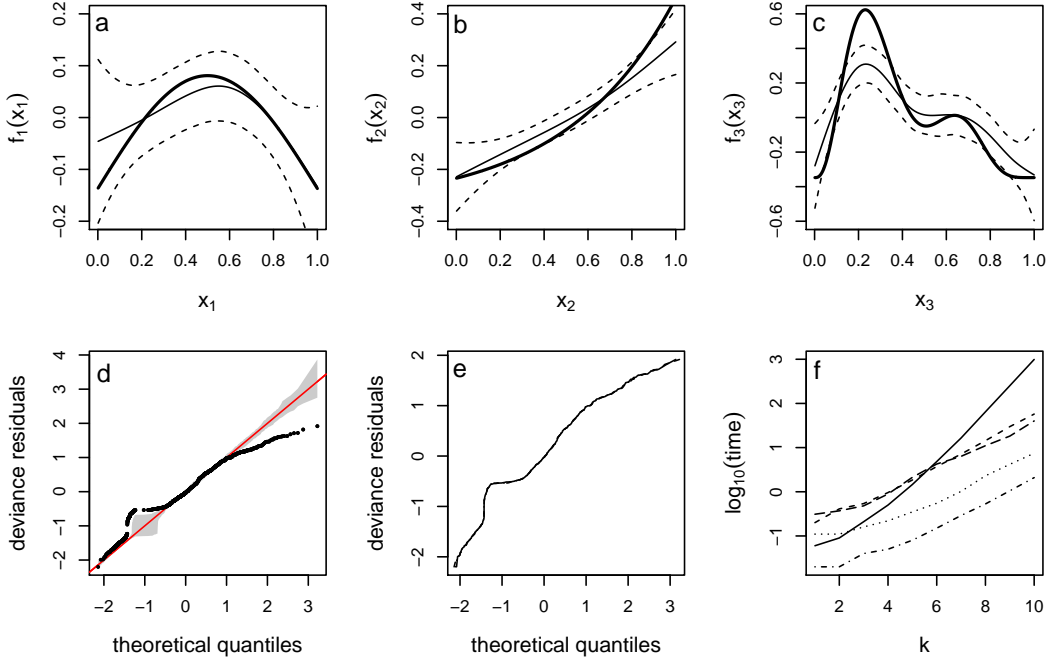 a
f₁(x₁)
0.2
0.1
0.0
−0.1
−0.2
0.0 0.2 0.4 0.6 0.8 1.0
x₁
b
f₂(x₂)
0.4
0.2
0.0
−0.2
−0.4
0.0 0.2 0.4 0.6 0.8 1.0
x₂
c
f₃(x₃)
0.6
0.2
−0.2
−0.6
0.0 0.2 0.4 0.6 0.8 1.0
x₃
d
deviance residuals
4
3
2
1
0
−1
−2
−2 −1 0 1 2 3
theoretical quantiles
e
deviance residuals
2
1
0
−1
−2
−2 −1 0 1 2 3
theoretical quantiles
f
log₁₀(time)
3
2
1
0
−1
2 4 6 8 10
k